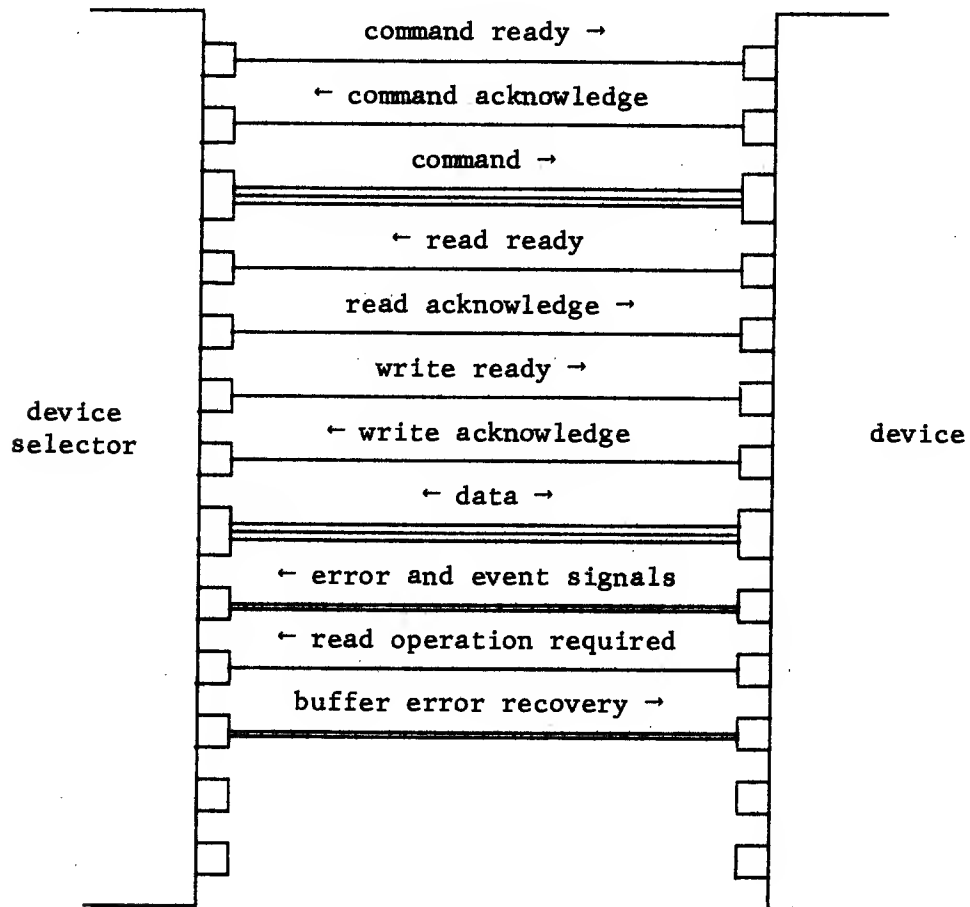 command ready →
← command acknowledge
command →
← read ready
read acknowledge →
write ready →
device
selector
← write acknowledge
device
← data →
← error and event signals
← read operation required
buffer error recovery →